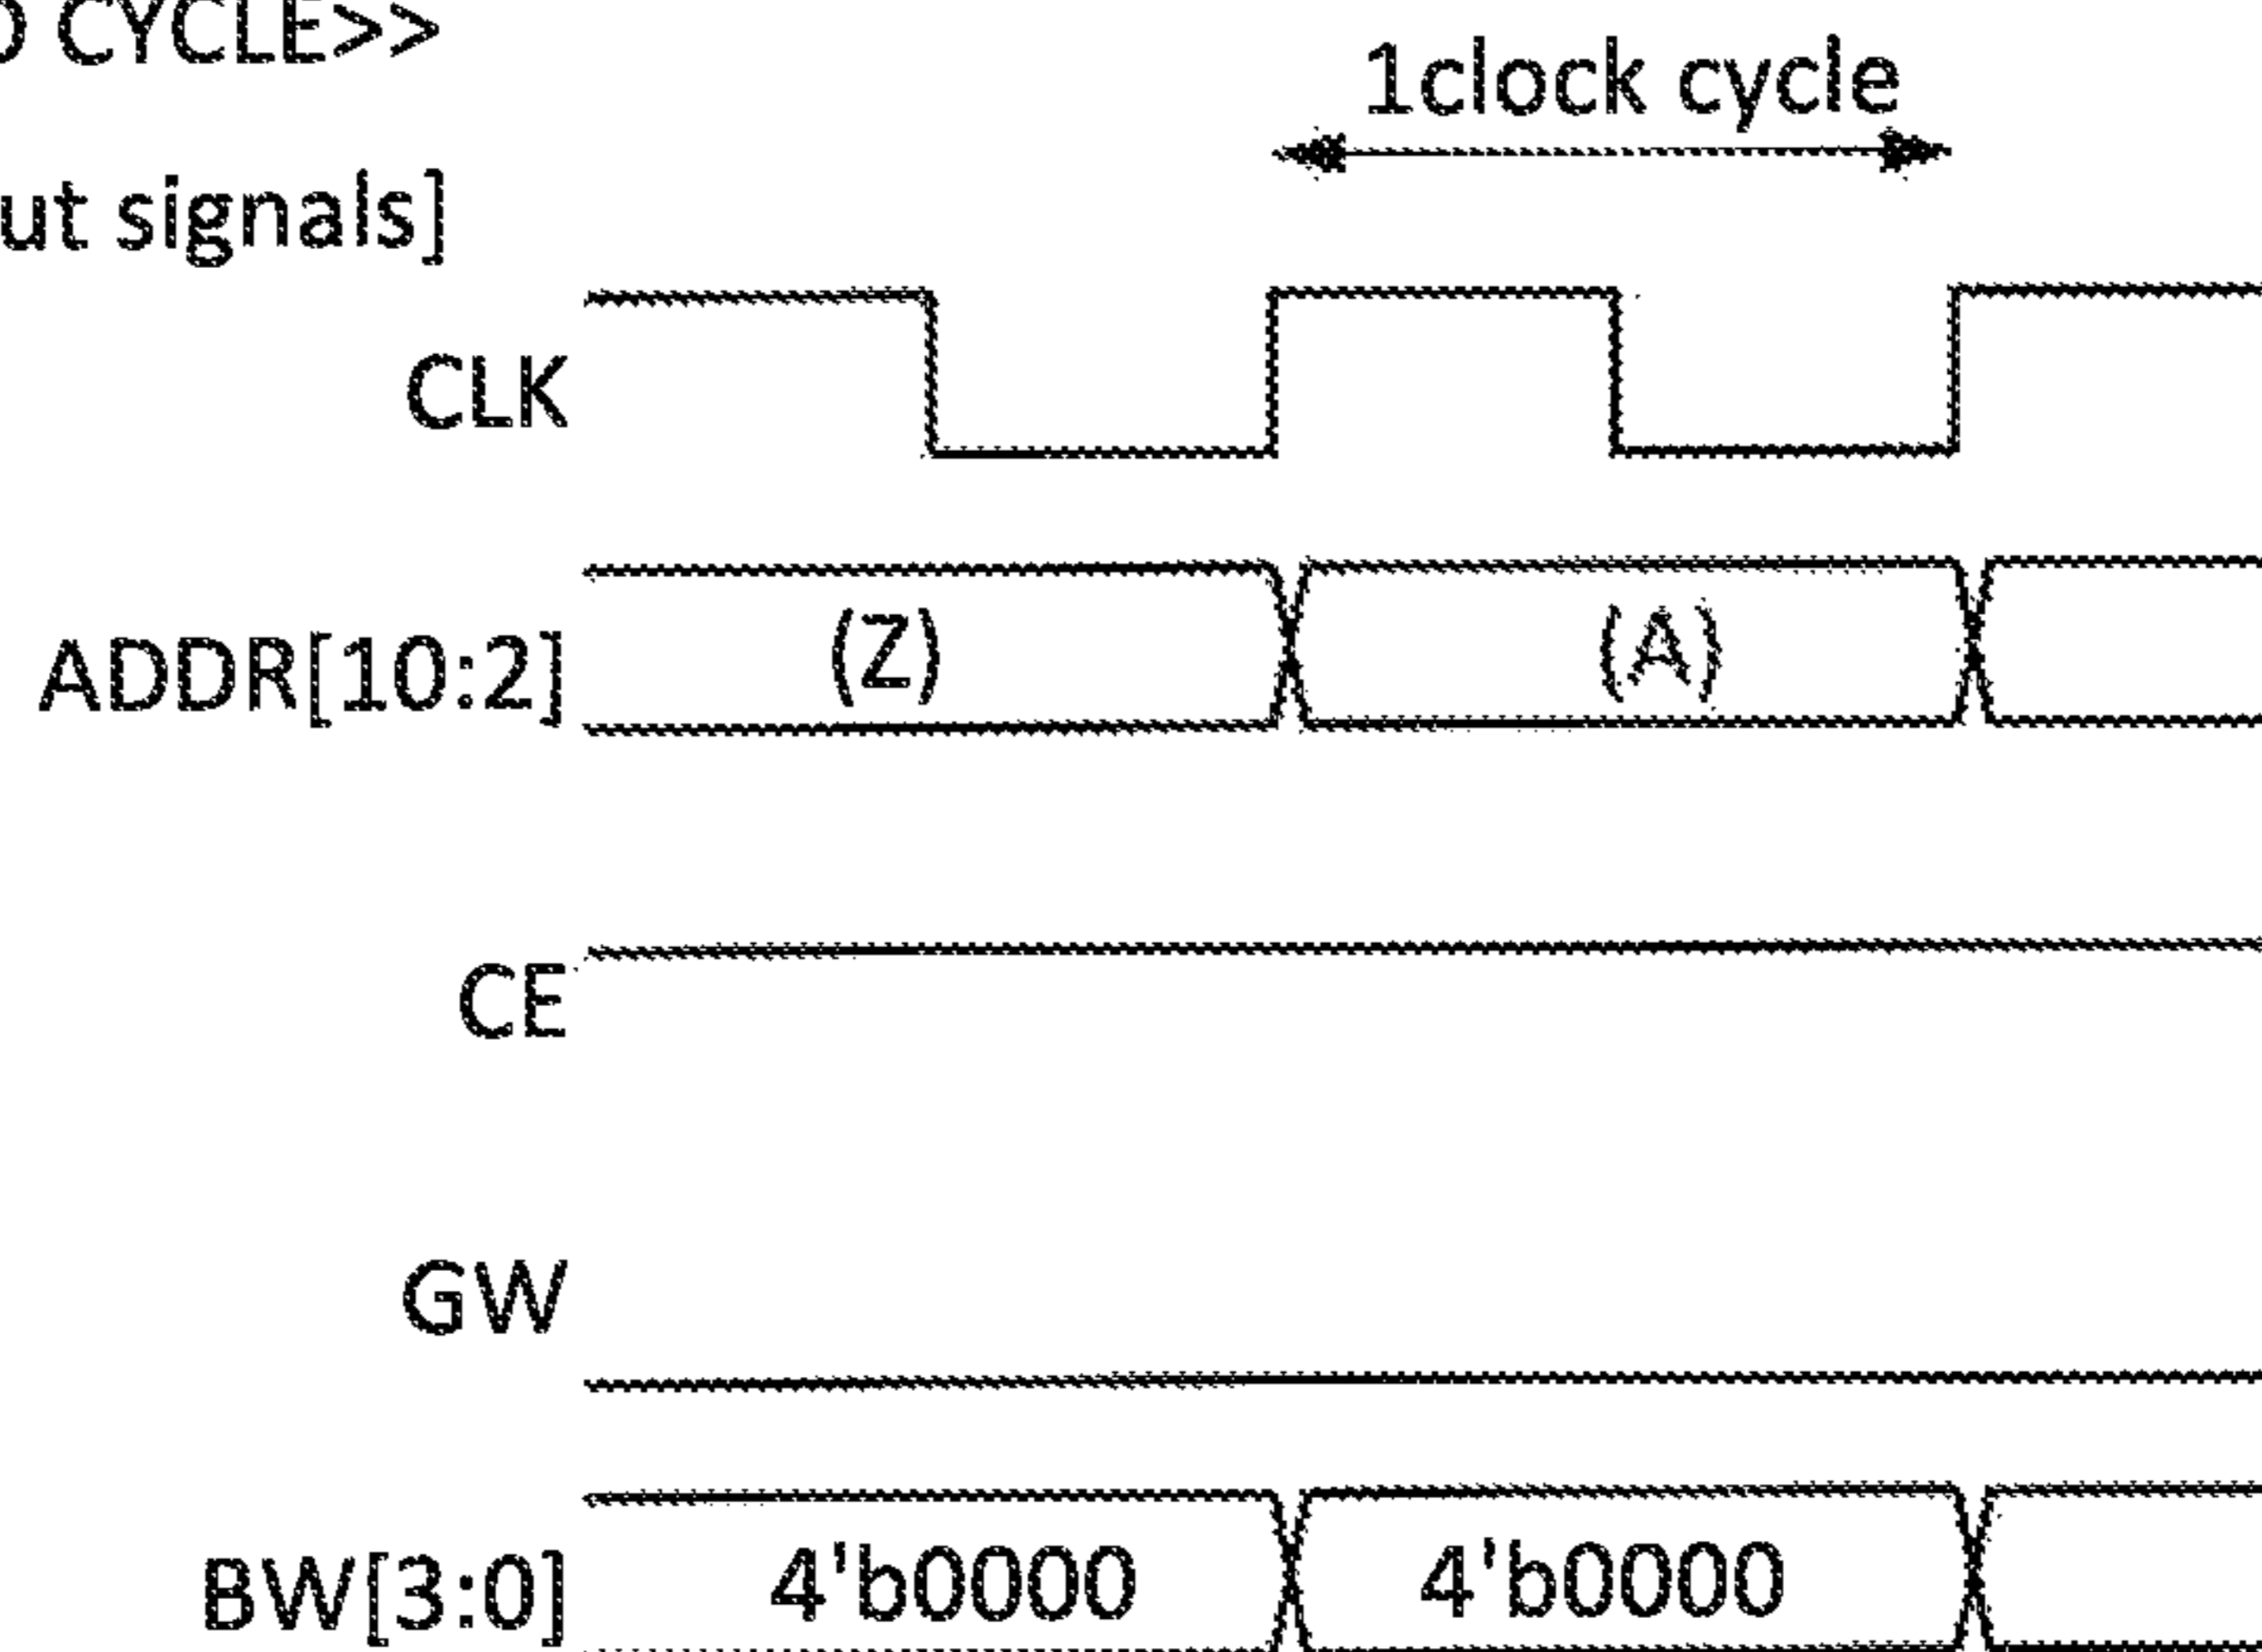 CYCLE>>
1clock cycle
ut signals]
CLK
ADDR[10:2] (Z) (A)
CE
GW
BW[3:0] 4'b0000 4'b0000